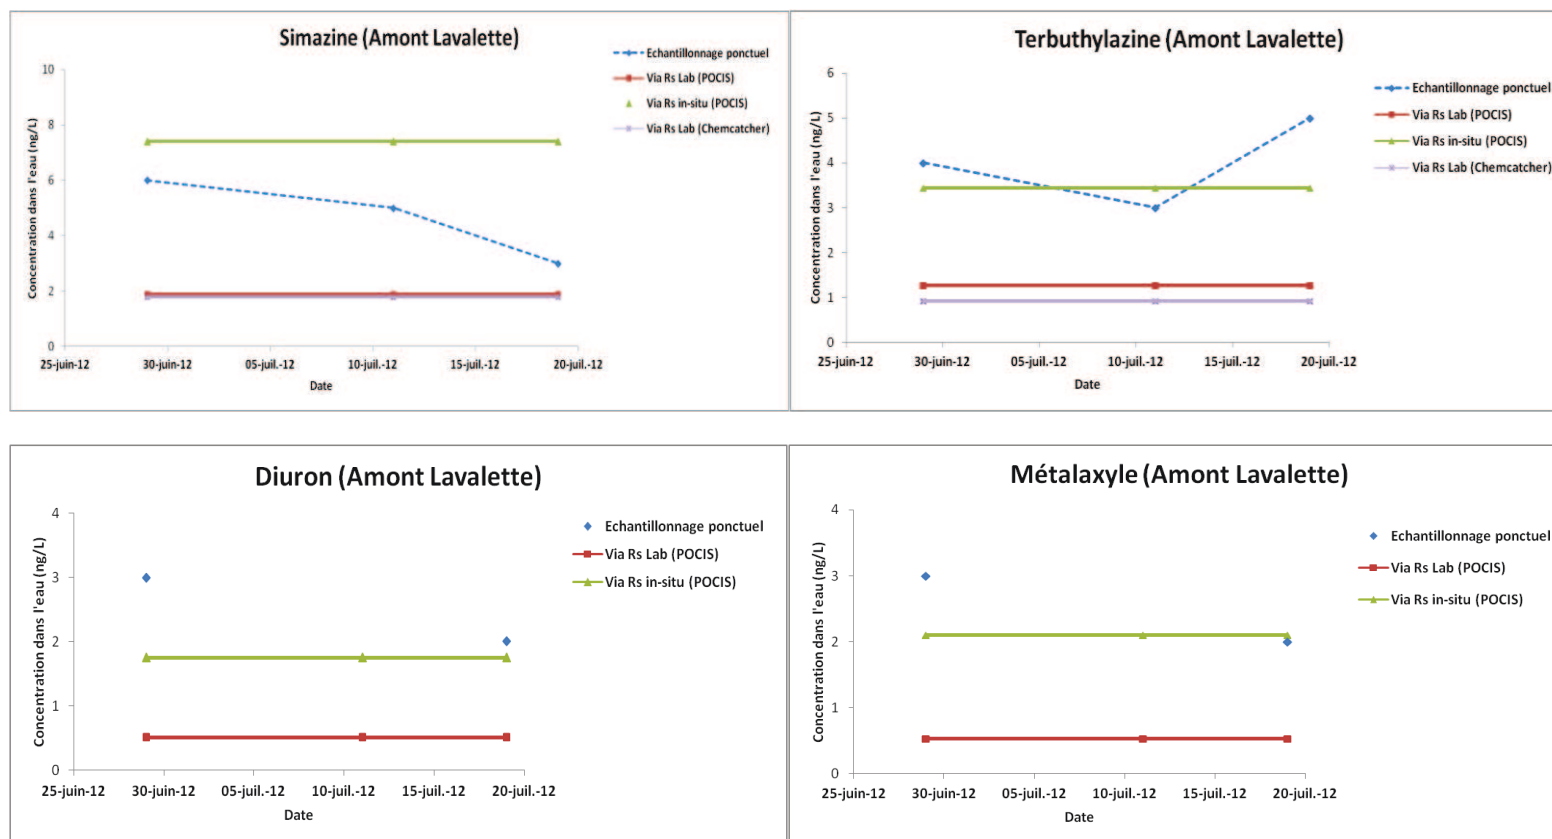 Simazine (Amont Lavalette)
Echantillonnage ponctuel
Via Rs Lab (POCIS)
Via Rs in-situ (POCIS)
Via Rs Lab (Chemcatcher)
Concentration dans l'eau (ng/L)
10
8
6
4
2
0
25-juin-12 30-juin-12 05-juil.-12 10-juil.-12 15-juil.-12 20-juil.-12
Date
Terbuthylazine (Amont Lavalette)
Echantillonnage ponctuel
Via Rs Lab (POCIS)
Via Rs in-situ (POCIS)
Via Rs Lab (Chemcatcher)
Concentration dans l'eau (ng/L)
6
5
4
3
2
1
0
25-juin-12 30-juin-12 05-juil.-12 10-juil.-12 15-juil.-12 20-juil.-12
Date
Diuron (Amont Lavalette)
Echantillonnage ponctuel
Via Rs Lab (POCIS)
Via Rs in-situ (POCIS)
Concentration dans l'eau (ng/L)
4
3
2
1
0
25-juin-12 30-juin-12 05-juil.-12 10-juil.-12 15-juil.-12 20-juil.-12
Date
Métalaxyle (Amont Lavalette)
Echantillonnage ponctuel
Via Rs Lab (POCIS)
Via Rs in-situ (POCIS)
Concentration dans l'eau (ng/L)
4
3
2
1
0
25-juin-12 30-juin-12 05-juil.-12 10-juil.-12 15-juil.-12 20-juil.-12
Date